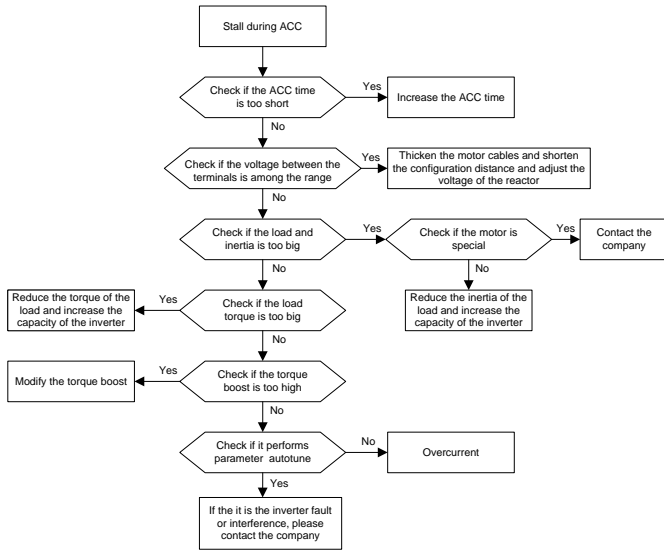 Stall during ACC
Check if the ACC time
is too short
Yes
Increase the ACC time
No
Check if the voltage between the
terminals is among the range
Yes
Thicken the motor cables and shorten
the configuration distance and adjust the
voltage of the reactor
No
Check if the load and
inertia is too big
Yes
Check if the motor is
special
Yes
Contact the
company
No
No
Reduce the torque of the
load and increase the
capacity of the inverter
Yes
Check if the load
torque is too big
Reduce the inertia of the
load and increase the
capacity of the inverter
No
Modify the torque boost
Yes
Check if the torque
boost is too high
No
Check if it performs
parameter autotune
No
Overcurrent
Yes
If the it is the inverter fault
or interference, please
contact the company